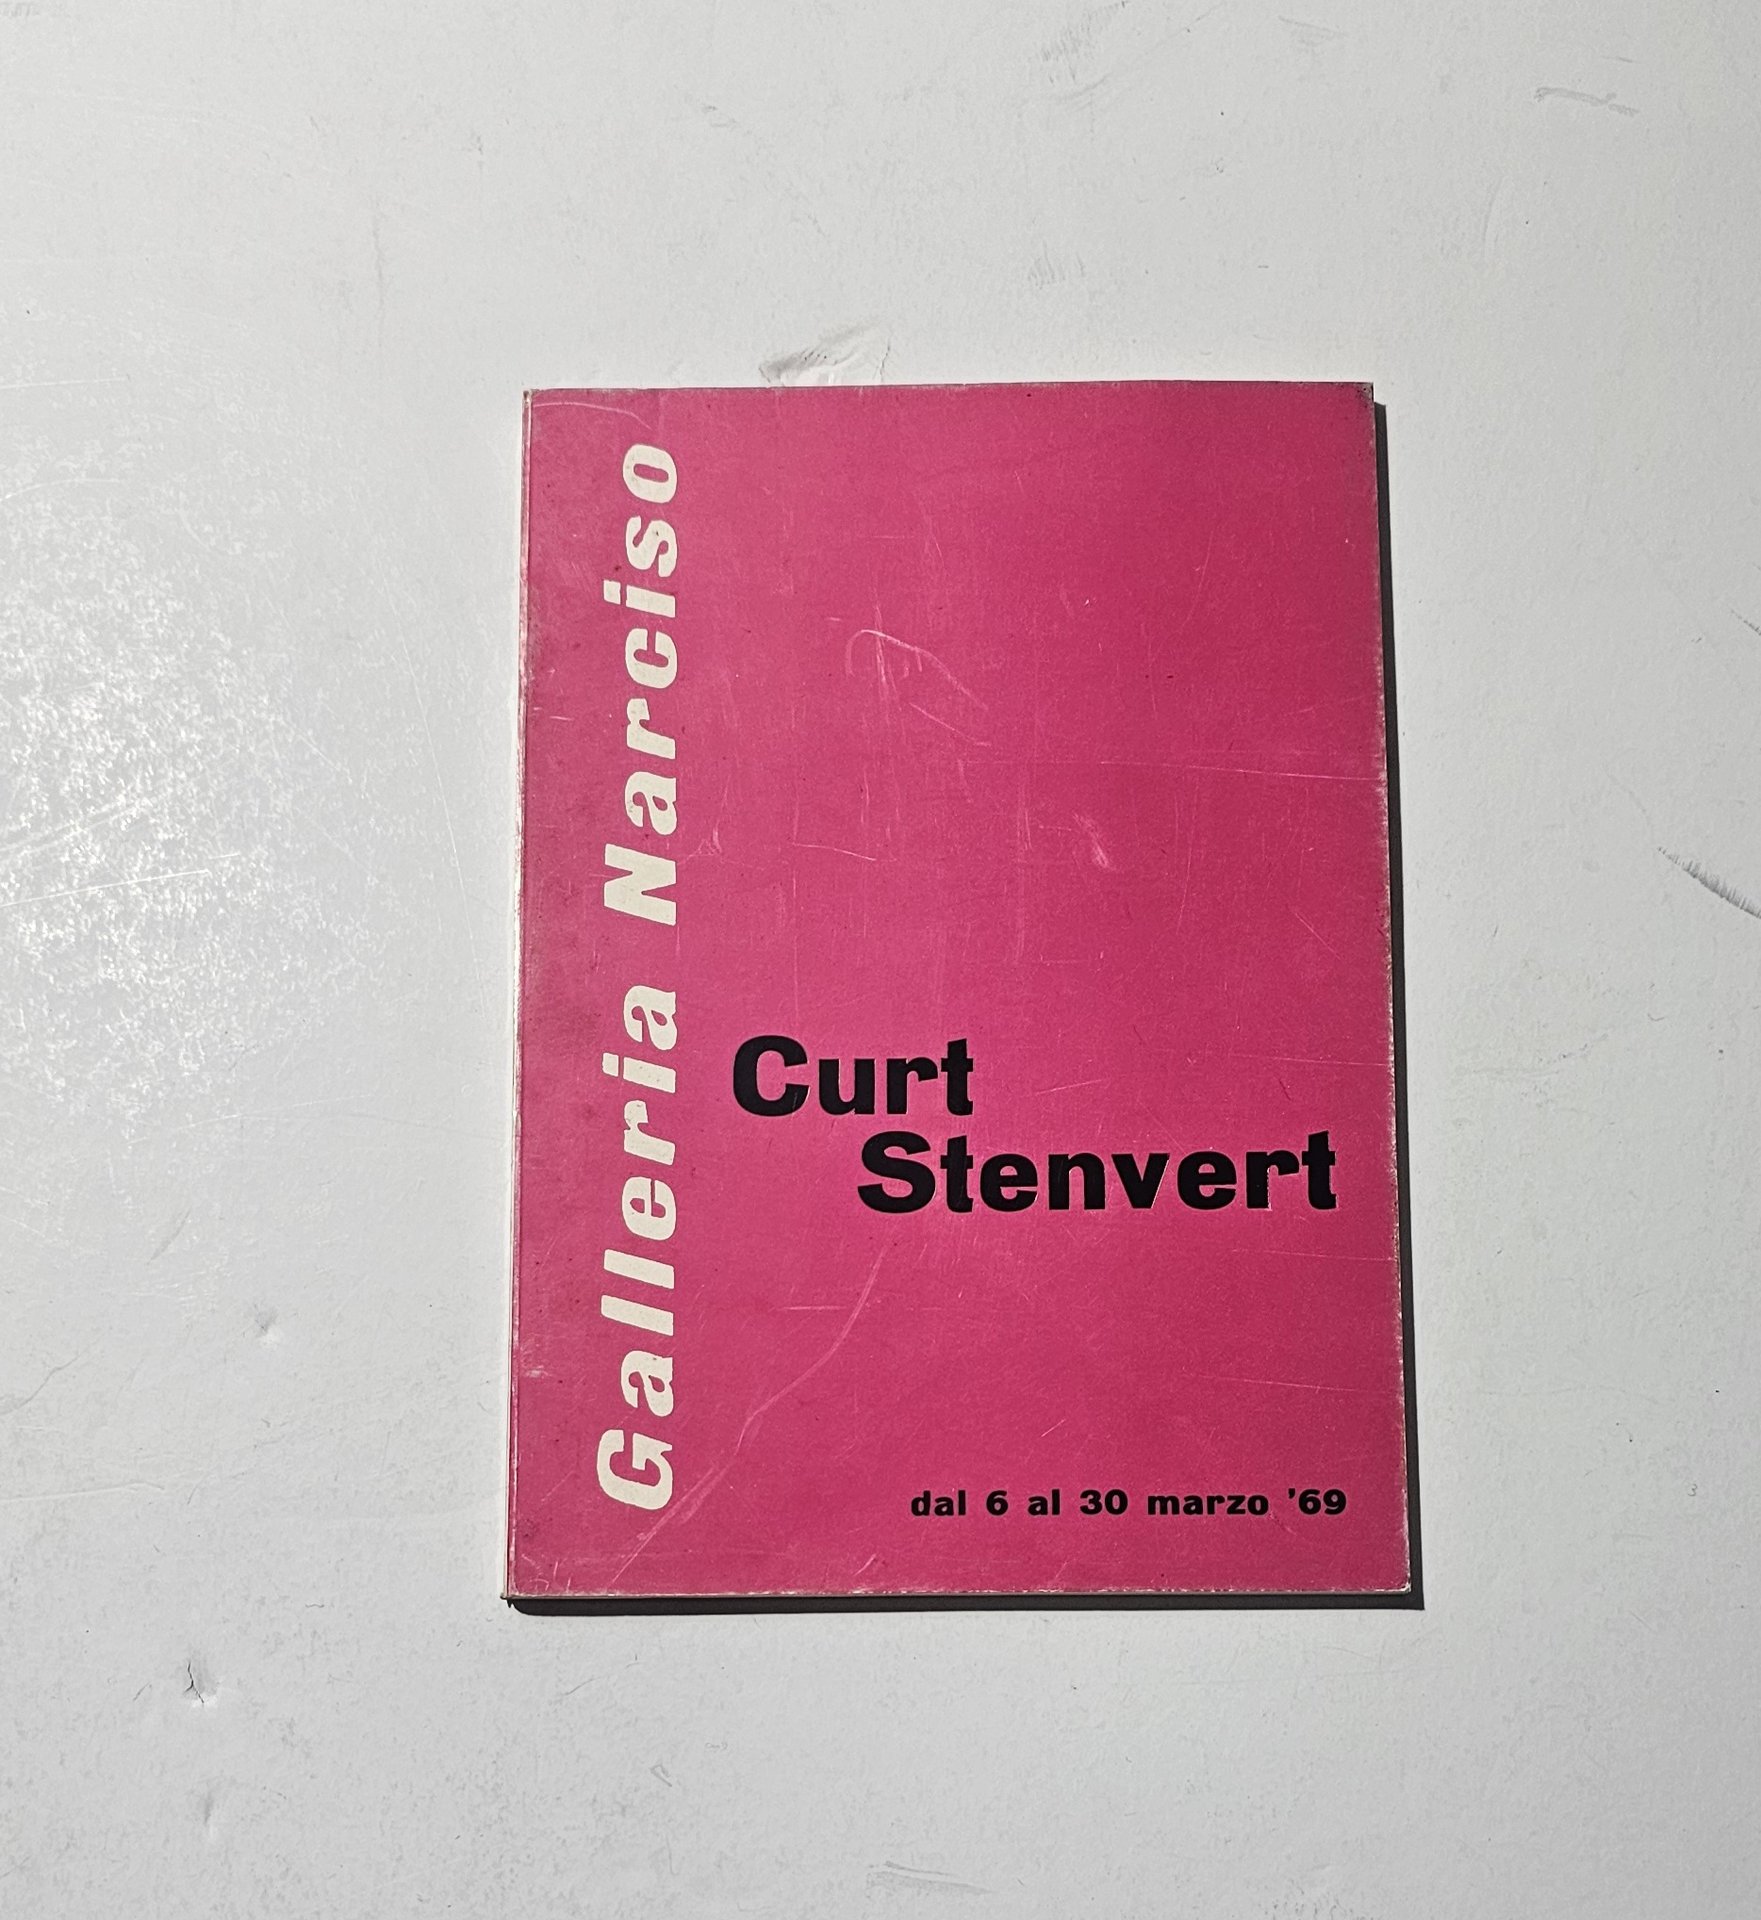 Galleria Narciso
Curt
Stenvert
dal 6 al 30 marzo '69